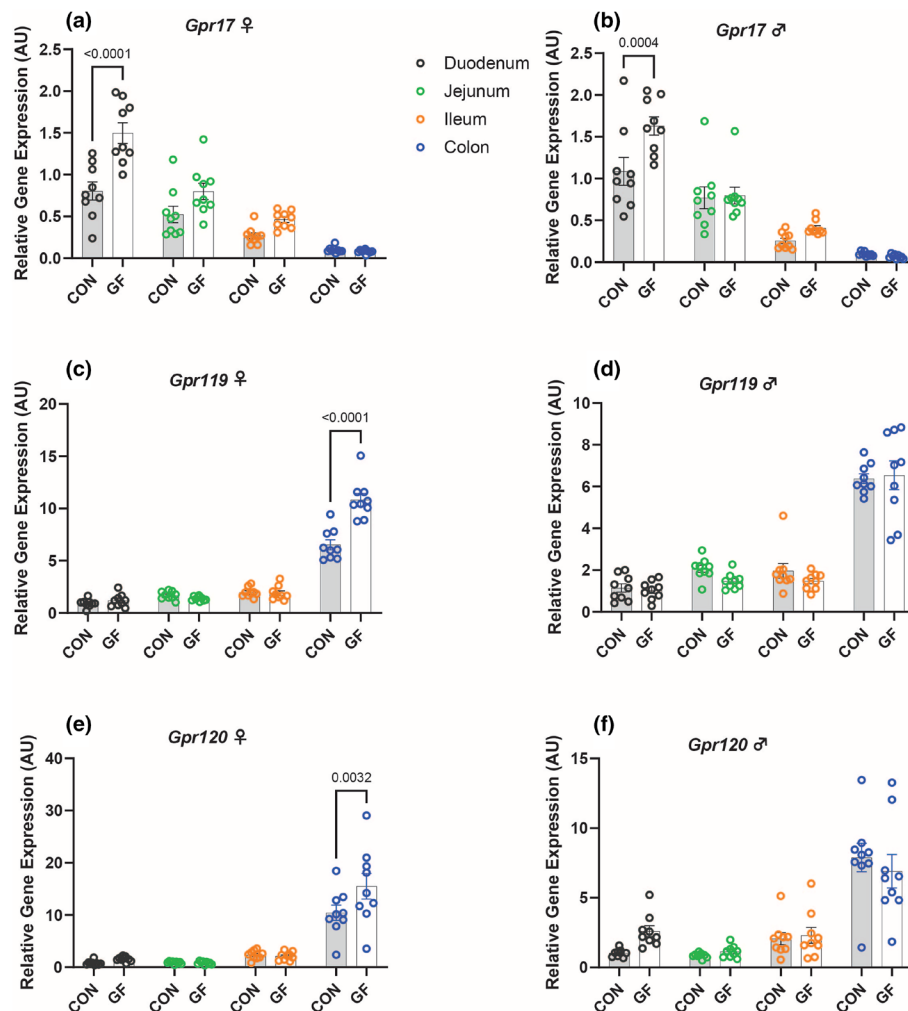 (a)
Gpr17 ♀
Relative Gene Expression (AU)
2.5
2.0
1.5
1.0
0.5
0.0
<0.0001
CON GF CON GF CON GF CON GF
Duodenum
Jejunum
Ileum
Colon
(b)
Gpr17 ♂
Relative Gene Expression (AU)
2.5
2.0
1.5
1.0
0.5
0.0
0.0004
CON GF CON GF CON GF CON GF
(c)
Gpr119 ♀
Relative Gene Expression (AU)
20
15
10
5
0
<0.0001
CON GF CON GF CON GF CON GF
(d)
Gpr119 ♂
Relative Gene Expression (AU)
10
8
6
4
2
0
CON GF CON GF CON GF CON GF
(e)
Gpr120 ♀
Relative Gene Expression (AU)
40
30
20
10
0
0.0032
CON GF CON GF CON GF CON GF
(f)
Gpr120 ♂
Relative Gene Expression (AU)
15
10
5
0
CON GF CON GF CON GF CON GF